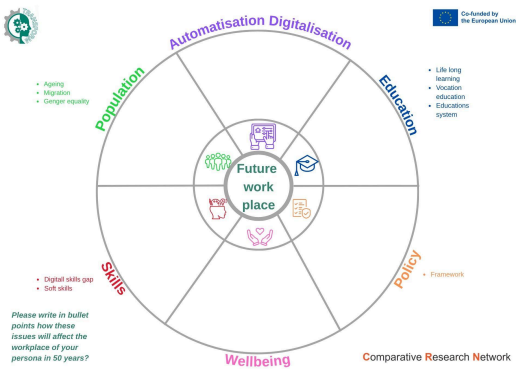 TRANSPEER
Automatisation Digitalisation
Co-funded by
the European Union
Population
Ageing
Migration
Genger equality
Education
Life long
learning
Vocation
education
Educations
system
Future
work
place
Skills
Digitall skills gap
Soft skills
Policy
Framework
Wellbeing
Please write in bullet
points how these
issues will affect the
workplace of your
persona in 50 years?
Comparative Research Network